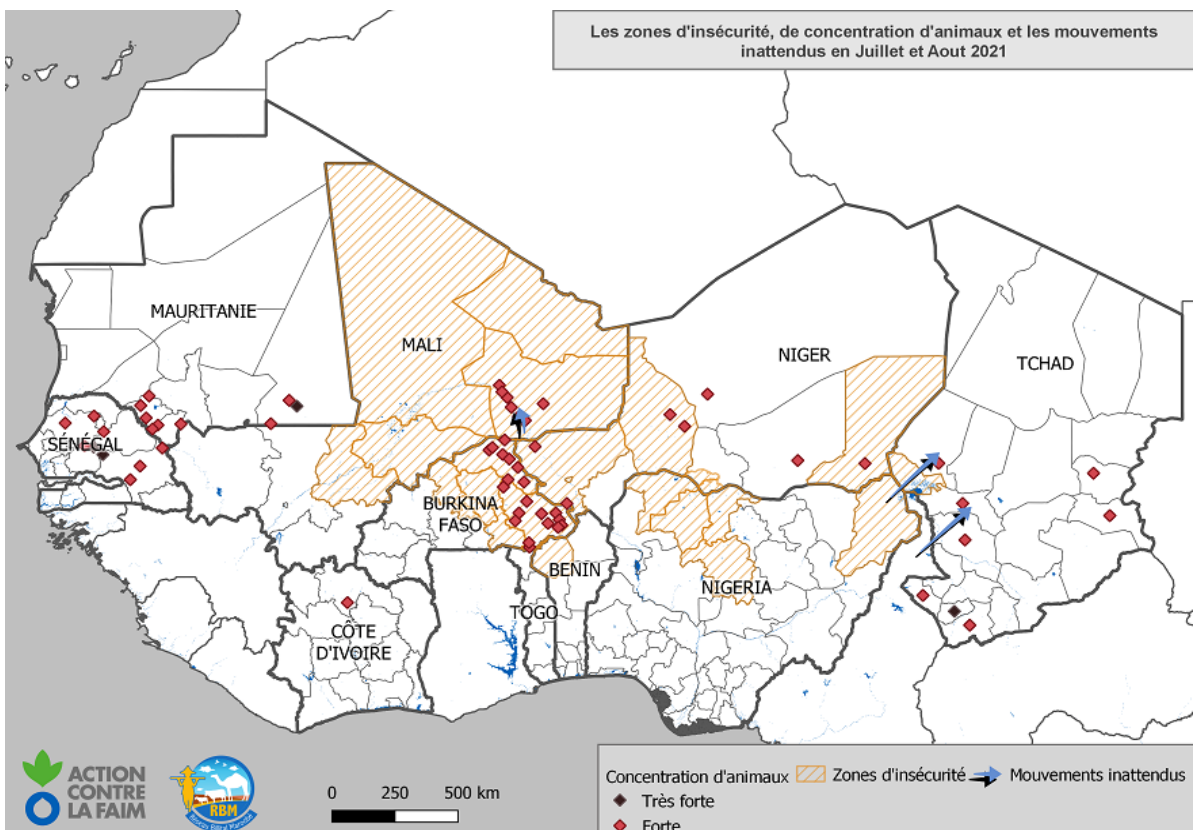 Les zones d'insécurité, de concentration d'animaux et les mouvements
inattendus en Juillet et Aout 2021
MAURITANIE
MALI
NIGER
TCHAD
SÉNÉGAL
BURKINA
FASO
BENIN
NIGERIA
TOGO
CÔTE
D'IVOIRE
ACTION
CONTRE
LA FAIM
RBM
0 250 500 km
Concentration d'animaux
Zones d'insécurité
Mouvements inattendus
Très forte
Forte